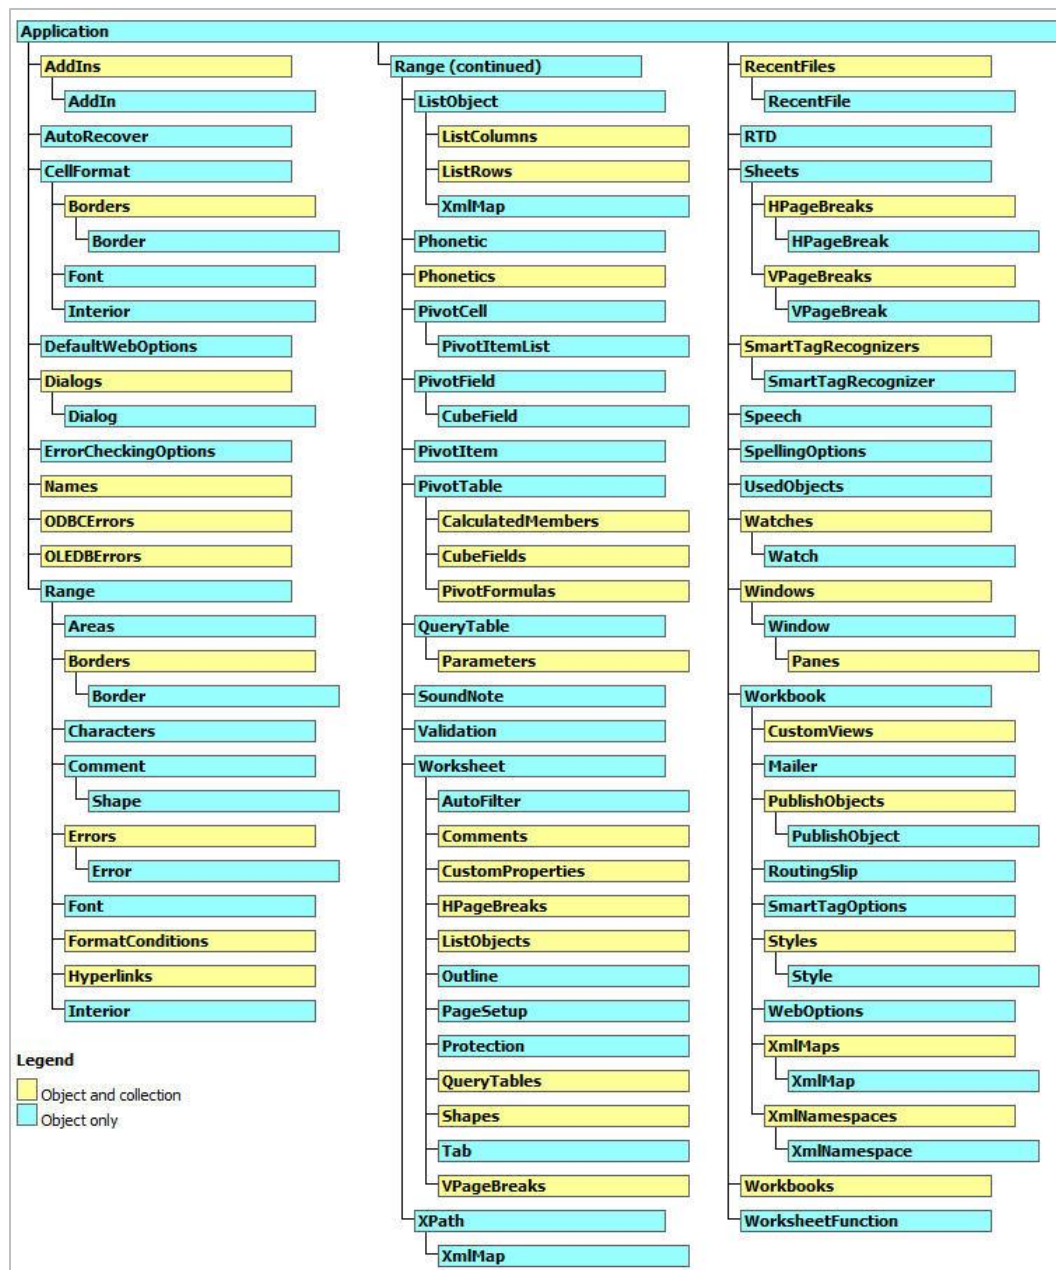 Application
AddIns
AddIn
AutoRecover
CellFormat
Borders
Border
Font
Interior
DefaultWebOptions
Dialogs
Dialog
ErrorCheckingOptions
Names
ODBCErrors
OLEDBErrors
Range
Areas
Borders
Border
Characters
Comment
Shape
Errors
Error
Font
FormatConditions
Hyperlinks
Interior
Legend
Object and collection
Object only
Range (continued)
ListObject
ListColumns
ListRows
XmlMap
Phonetic
Phonetics
PivotCell
PivotItemList
PivotField
CubeField
PivotItem
PivotTable
CalculatedMembers
CubeFields
PivotFormulas
QueryTable
Parameters
SoundNote
Validation
Worksheet
AutoFilter
Comments
CustomProperties
HPageBreaks
ListObjects
Outline
PageSetup
Protection
QueryTables
Shapes
Tab
VPageBreaks
XPath
XmlMap
RecentFiles
RecentFile
RTD
Sheets
HPageBreaks
HPageBreak
VPageBreaks
VPageBreak
SmartTagRecognizers
SmartTagRecognizer
Speech
SpellingOptions
UsedObjects
Watches
Watch
Windows
Window
Panes
Workbook
CustomViews
Mailer
PublishObjects
PublishObject
RoutingSlip
SmartTagOptions
Styles
Style
WebOptions
XmlMaps
XmlMap
XmlNamespaces
XmlNamespace
Workbooks
WorksheetFunction